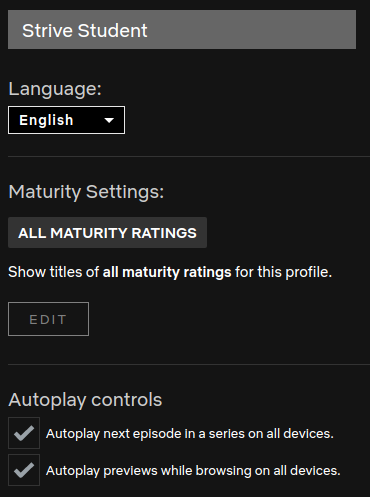 Strive Student
Language:
English
Maturity Settings:
ALL MATURITY RATINGS
Show titles of all maturity ratings for this profile.
EDIT
Autoplay controls
Autoplay next episode in a series on all devices.
Autoplay previews while browsing on all devices.